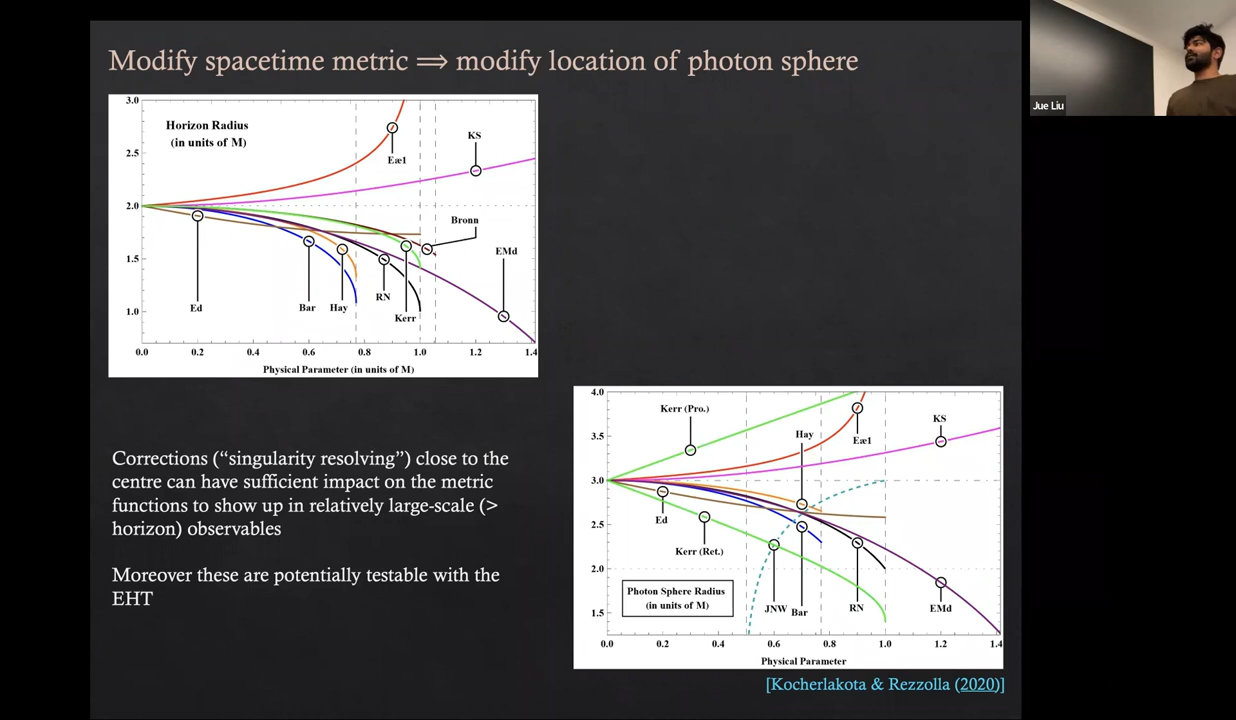 Modify spacetime metric ⟹ modify location of photon sphere
Jue Liu
3.0
2.5
2.0
1.5
1.0
Horizon Radius
(in units of M)
Eæ1
KS
Bronn
EMd
Ed
Bar
Hay
RN
Kerr
0.0
0.2
0.4
0.6
0.8
1.0
1.2
1.4
Physical Parameter (in units of M)
Corrections (“singularity resolving”) close to the
centre can have sufficient impact on the metric
functions to show up in relatively large-scale (>
horizon) observables
Moreover these are potentially testable with the
EHT
4.0
3.5
3.0
2.5
2.0
1.5
Kerr (Pro.)
Hay
Eæ1
KS
Ed
Kerr (Ret.)
Photon Sphere Radius
(in units of M)
JNW
Bar
RN
EMd
0.0
0.2
0.4
0.6
0.8
1.0
1.2
1.4
Physical Parameter
[Kocherlakota & Rezzolla (2020)]